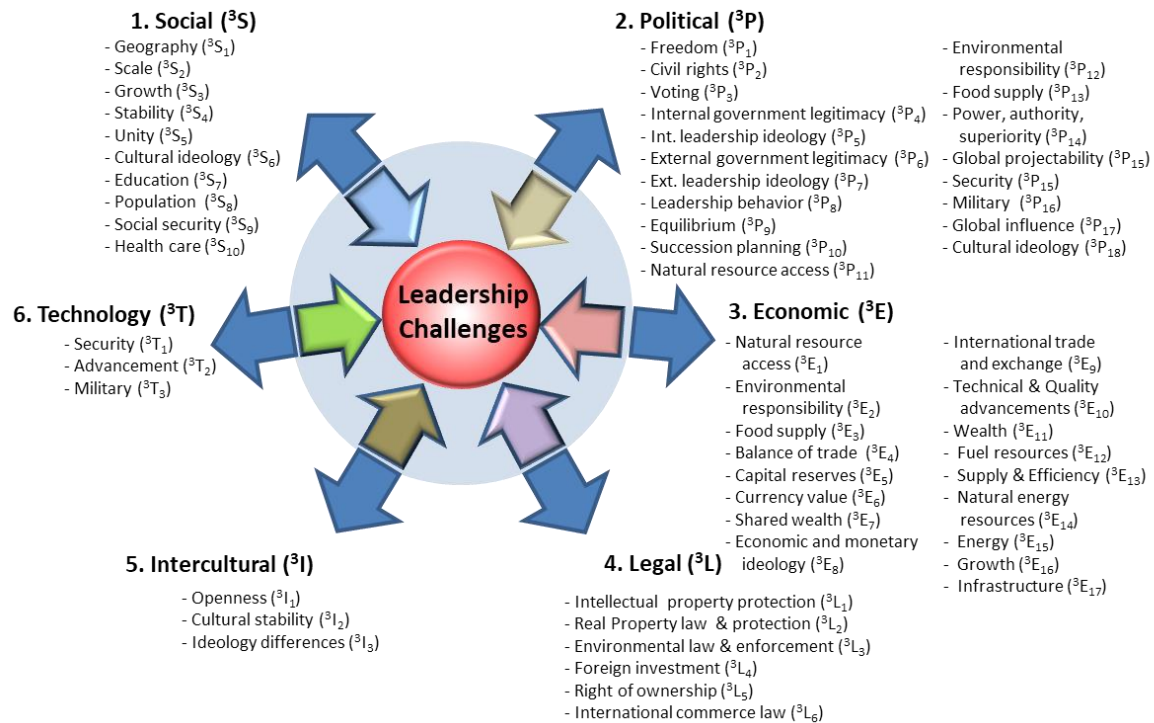 1. Social (³S)
- Geography (³S₁)
- Scale (³S₂)
- Growth (³S₃)
- Stability (³S₄)
- Unity (³S₅)
- Cultural ideology (³S₆)
- Education (³S₇)
- Population (³S₈)
- Social security (³S₉)
- Health care (³S₁₀)
2. Political (³P)
- Freedom (³P₁)
- Civil rights (³P₂)
- Voting (³P₃)
- Internal government legitimacy (³P₄)
- Int. leadership ideology (³P₅)
- External government legitimacy (³P₆)
- Ext. leadership ideology (³P₇)
- Leadership behavior (³P₈)
- Equilibrium (³P₉)
- Succession planning (³P₁₀)
- Natural resource access (³P₁₁)
- Environmental
responsibility (³P₁₂)
- Food supply (³P₁₃)
- Power, authority,
superiority (³P₁₄)
- Global projectability (³P₁₅)
- Security (³P₁₅)
- Military (³P₁₆)
- Global influence (³P₁₇)
- Cultural ideology (³P₁₈)
Leadership
Challenges
3. Economic (³E)
- Natural resource
access (³E₁)
- Environmental
responsibility (³E₂)
- Food supply (³E₃)
- Balance of trade (³E₄)
- Capital reserves (³E₅)
- Currency value (³E₆)
- Shared wealth (³E₇)
- Economic and monetary
ideology (³E₈)
- International trade
and exchange (³E₉)
- Technical & Quality
advancements (³E₁₀)
- Wealth (³E₁₁)
- Fuel resources (³E₁₂)
- Supply & Efficiency (³E₁₃)
- Natural energy
resources (³E₁₄)
- Energy (³E₁₅)
- Growth (³E₁₆)
- Infrastructure (³E₁₇)
4. Legal (³L)
- Intellectual property protection (³L₁)
- Real Property law & protection (³L₂)
- Environmental law & enforcement (³L₃)
- Foreign investment (³L₄)
- Right of ownership (³L₅)
- International commerce law (³L₆)
5. Intercultural (³I)
- Openness (³I₁)
- Cultural stability (³I₂)
- Ideology differences (³I₃)
6. Technology (³T)
- Security (³T₁)
- Advancement (³T₂)
- Military (³T₃)